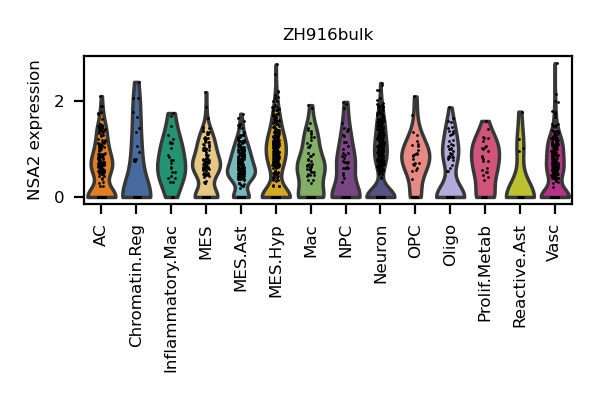 ZH916bulk
NSA2 expression
2
0
AC
Chromatin.Reg
Inflammatory.Mac
MES
MES.Ast
MES.Hyp
Mac
NPC
Neuron
OPC
Oligo
Prolif.Metab
Reactive.Ast
Vasc